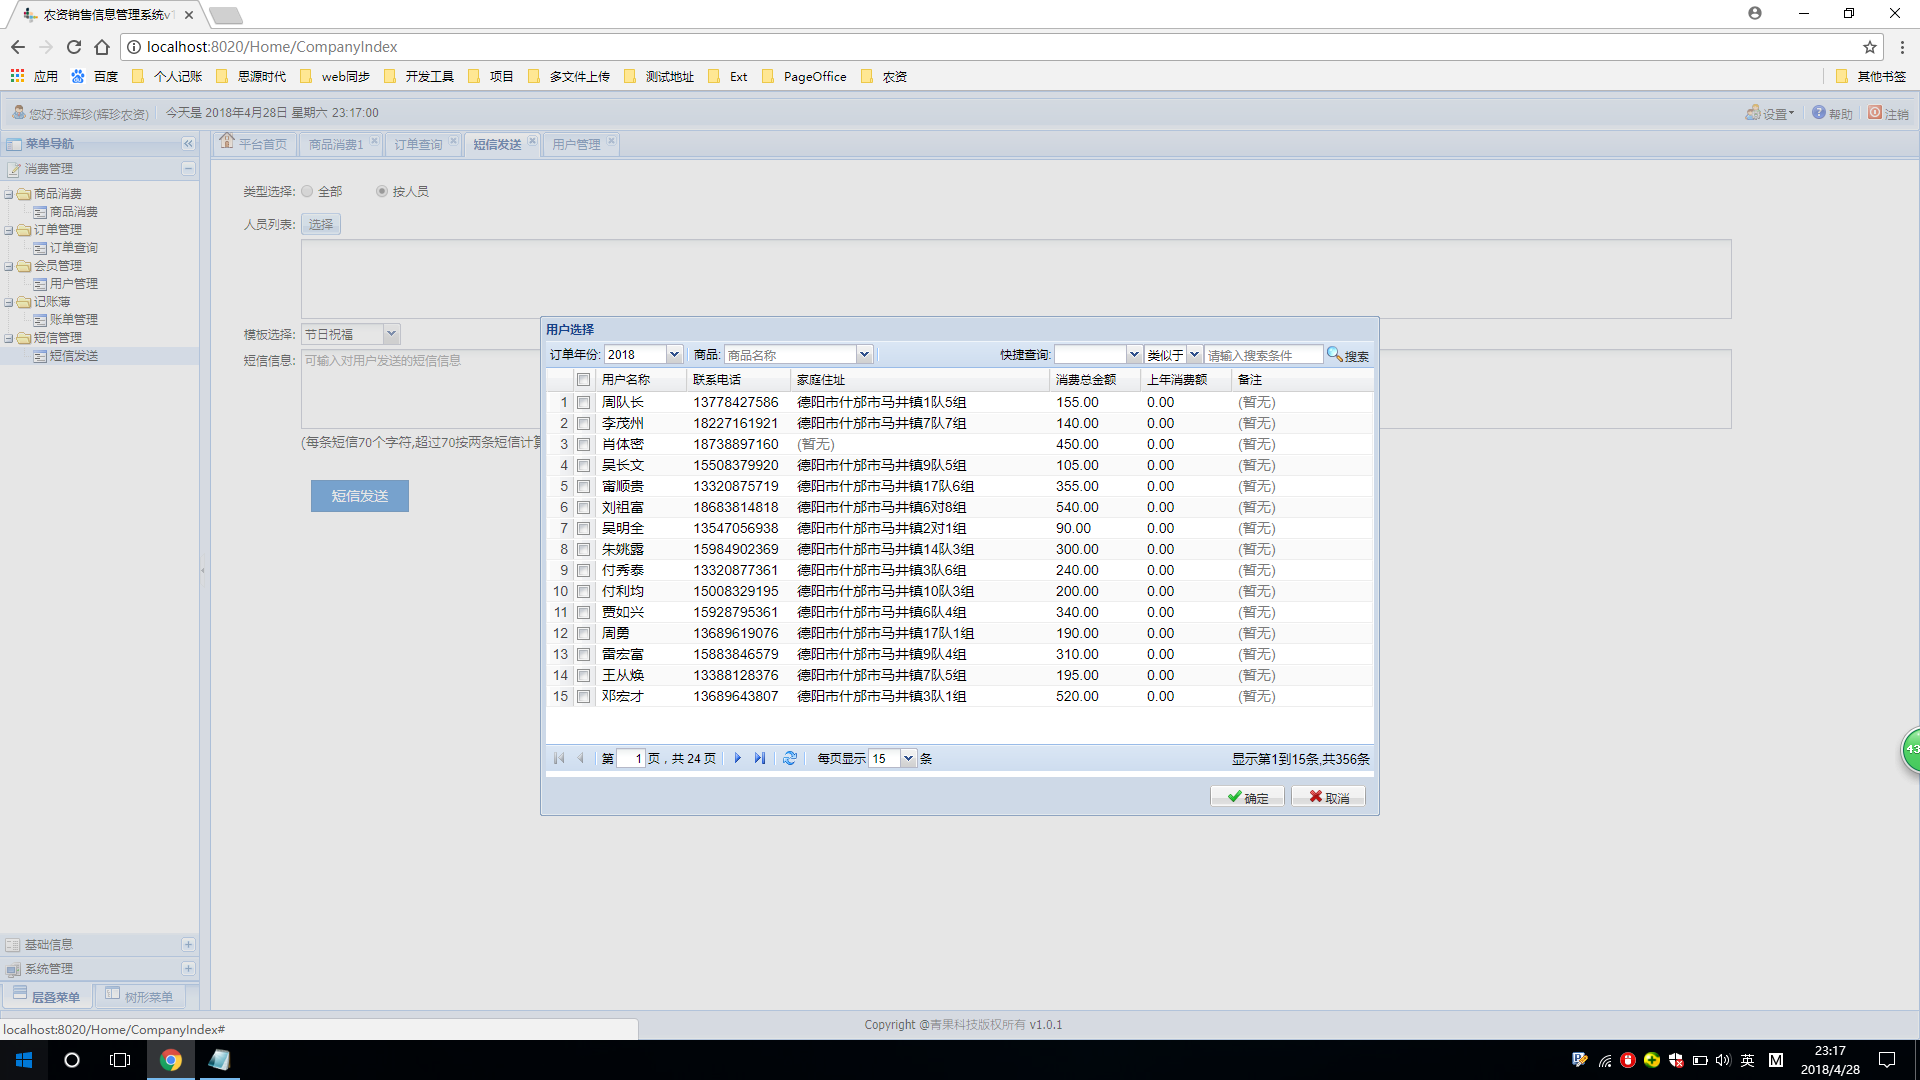 农资销售信息管理系统v1
localhost:8020/Home/CompanyIndex
应用 百度 个人记账 思源时代 web同步 开发工具 项目 多文件上传 测试地址 Ext PageOffice 农资 其他书签
您好:张辉珍(辉珍农资) 今天是 2018年4月28日 星期六 23:17:00 设置 帮助 注销
菜单导航
平台首页 商品消费1 订单查询 短信发送 用户管理
消费管理
商品消费
商品消费
订单管理
订单查询
会员管理
用户管理
记账薄
账单管理
短信管理
短信发送
基础信息
系统管理
层叠菜单 树形菜单
类型选择: 全部 按人员
人员列表: 选择
模板选择: 节日祝福
短信信息: 可输入对用户发送的短信信息
(每条短信70个字符,超过70按两条短信计算
短信发送
用户选择
订单年份: 2018 商品: 商品名称 快捷查询: 类似于 请输入搜索条件 搜索
用户名称 联系电话 家庭住址 消费总金额 上年消费额 备注
1 周队长 13778427586 德阳市什邡市马井镇1队5组 155.00 0.00 (暂无)
2 李茂州 18227161921 德阳市什邡市马井镇7队7组 140.00 0.00 (暂无)
3 肖体密 18738897160 (暂无) 450.00 0.00 (暂无)
4 吴长文 15508379920 德阳市什邡市马井镇9队5组 105.00 0.00 (暂无)
5 甯顺贵 13320875719 德阳市什邡市马井镇17队6组 355.00 0.00 (暂无)
6 刘祖富 18683814818 德阳市什邡市马井镇6对8组 540.00 0.00 (暂无)
7 吴明全 13547056938 德阳市什邡市马井镇2对1组 90.00 0.00 (暂无)
8 朱姚露 15984902369 德阳市什邡市马井镇14队3组 300.00 0.00 (暂无)
9 付秀泰 13320877361 德阳市什邡市马井镇3队6组 240.00 0.00 (暂无)
10 付利均 15008329195 德阳市什邡市马井镇10队3组 200.00 0.00 (暂无)
11 贾如兴 15928795361 德阳市什邡市马井镇6队4组 340.00 0.00 (暂无)
12 周勇 13689619076 德阳市什邡市马井镇17队1组 190.00 0.00 (暂无)
13 雷宏富 15883846579 德阳市什邡市马井镇9队4组 310.00 0.00 (暂无)
14 王从焕 13388128376 德阳市什邡市马井镇7队5组 195.00 0.00 (暂无)
15 邓宏才 13689643807 德阳市什邡市马井镇3队1组 520.00 0.00 (暂无)
第 1 页，共 24 页 每页显示 15 条 显示第1到15条,共356条
确定 取消
43
localhost:8020/Home/CompanyIndex#
Copyright @青果科技版权所有 v1.0.1
英 M
23:17
2018/4/28